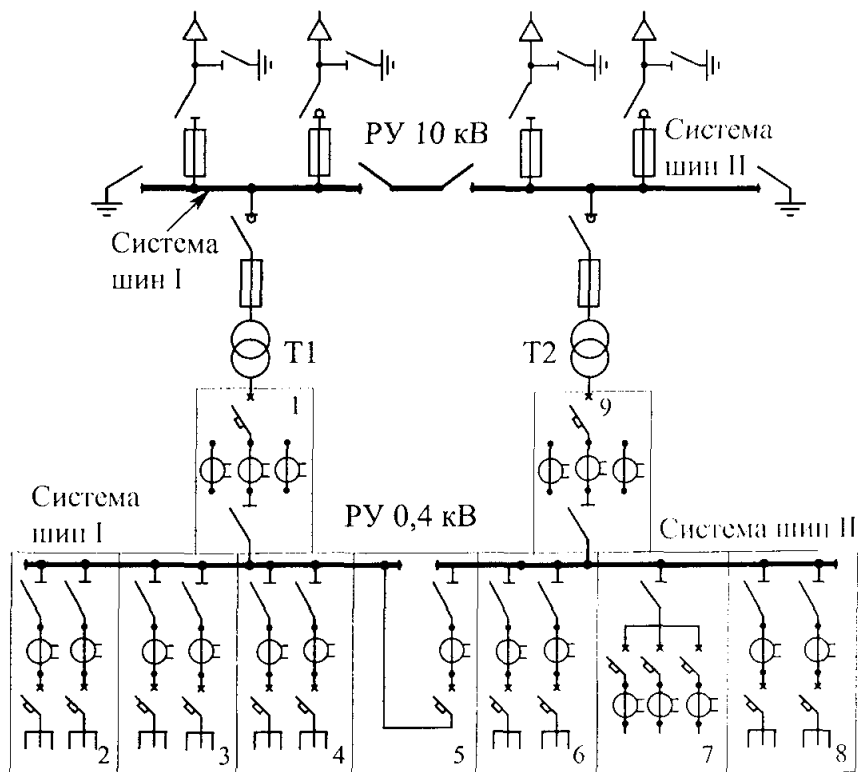 РУ 10 кВ
Система
шин II
Система
шин I
Т1
Т2
1
9
Система
шин I
РУ 0,4 кВ
Система шин II
2
3
4
5
6
7
8